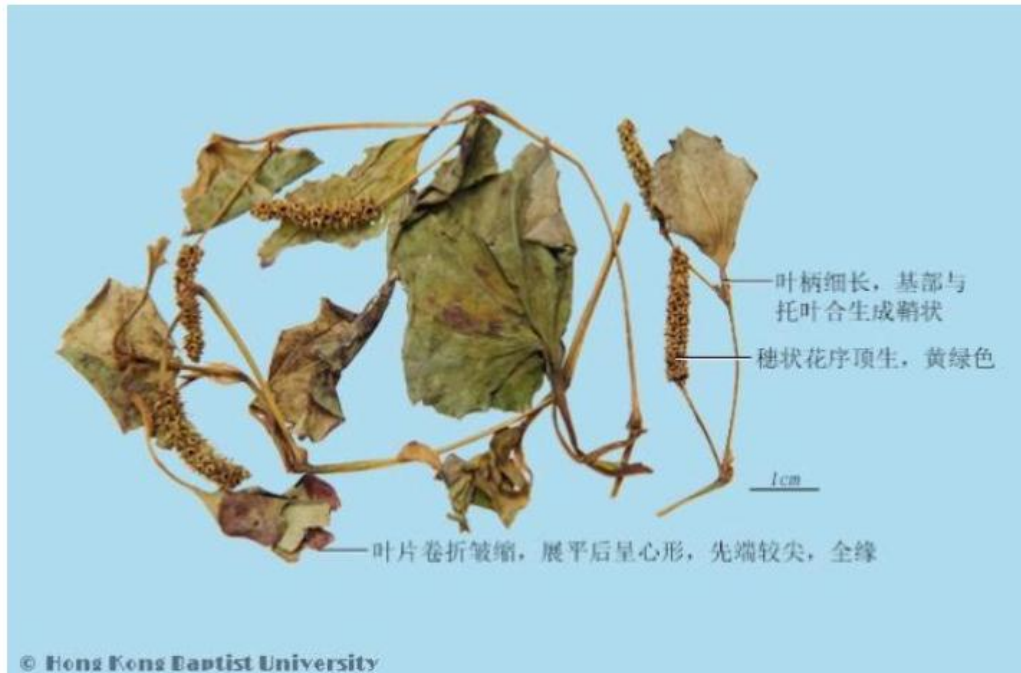 叶柄细长，基部与
托叶合生成鞘状
穗状花序顶生，黄绿色
1cm
叶片卷折皱缩，展平后呈心形，先端较尖，全缘
© Hong Kong Baptist University